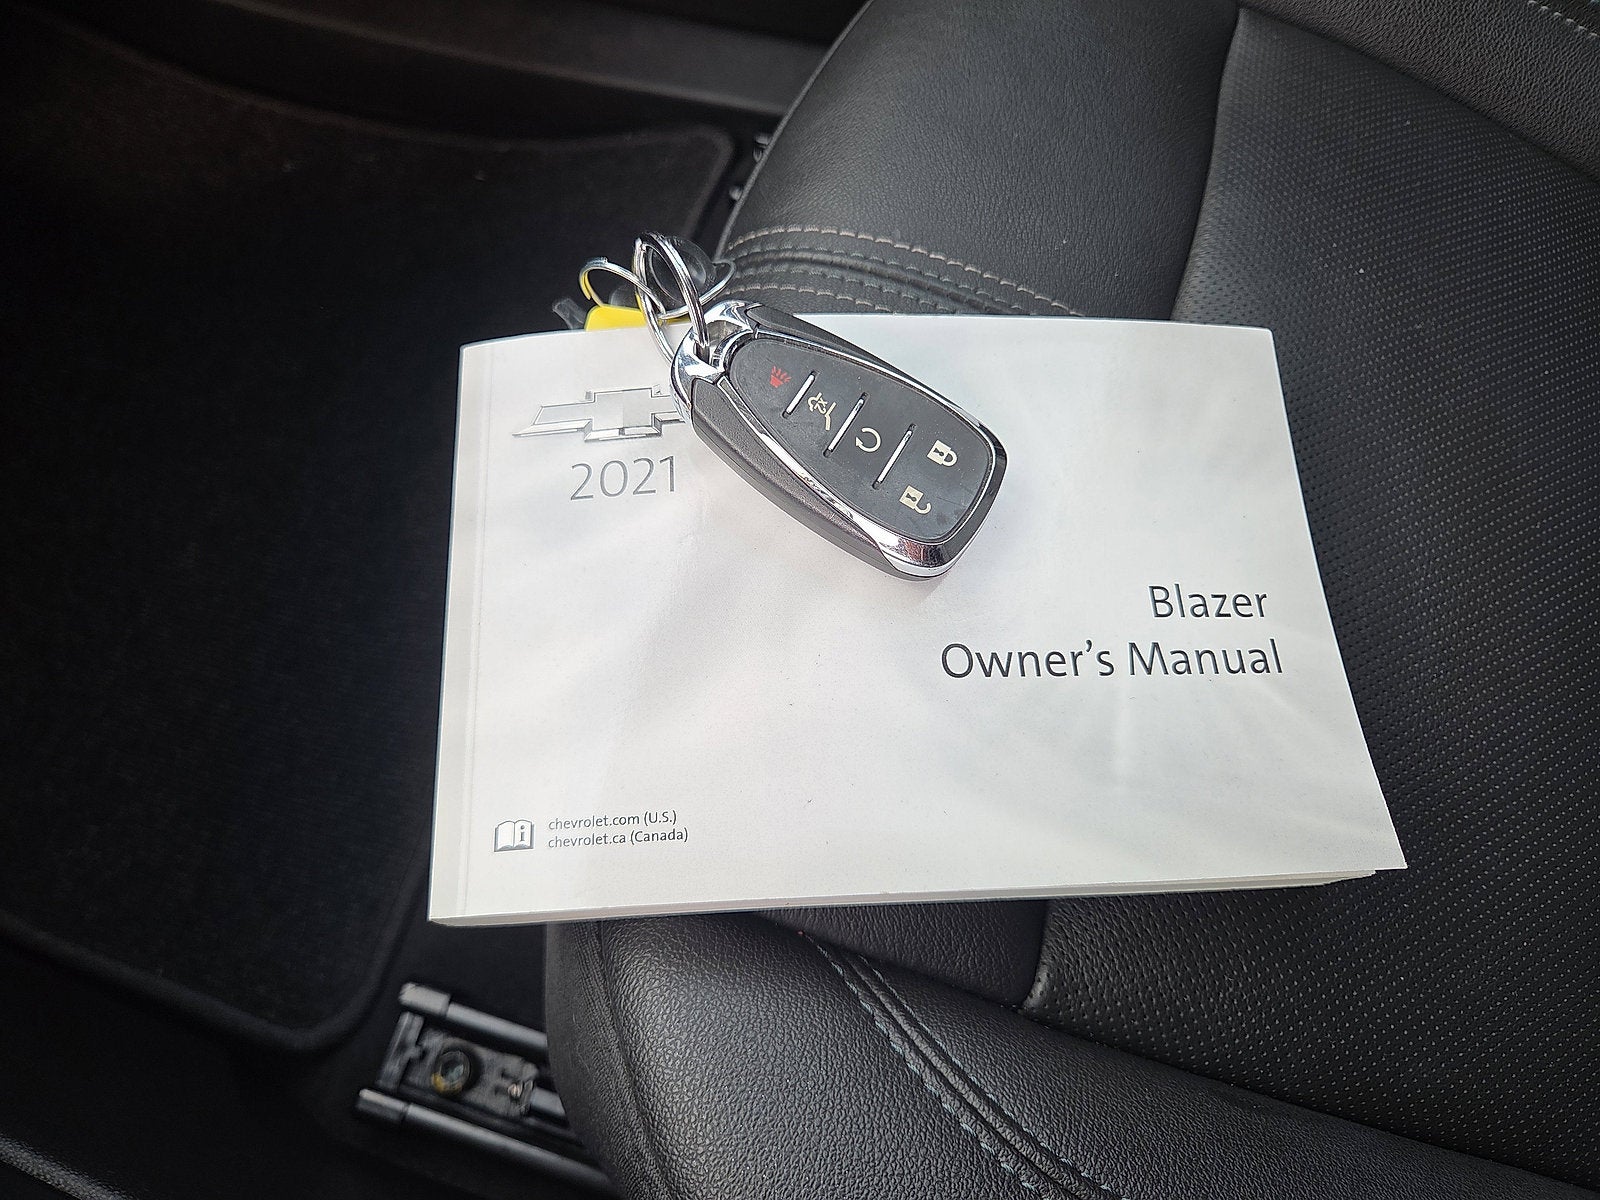 2021
Blazer
Owner's Manual
chevrolet.com (U.S.)
chevrolet.ca (Canada)